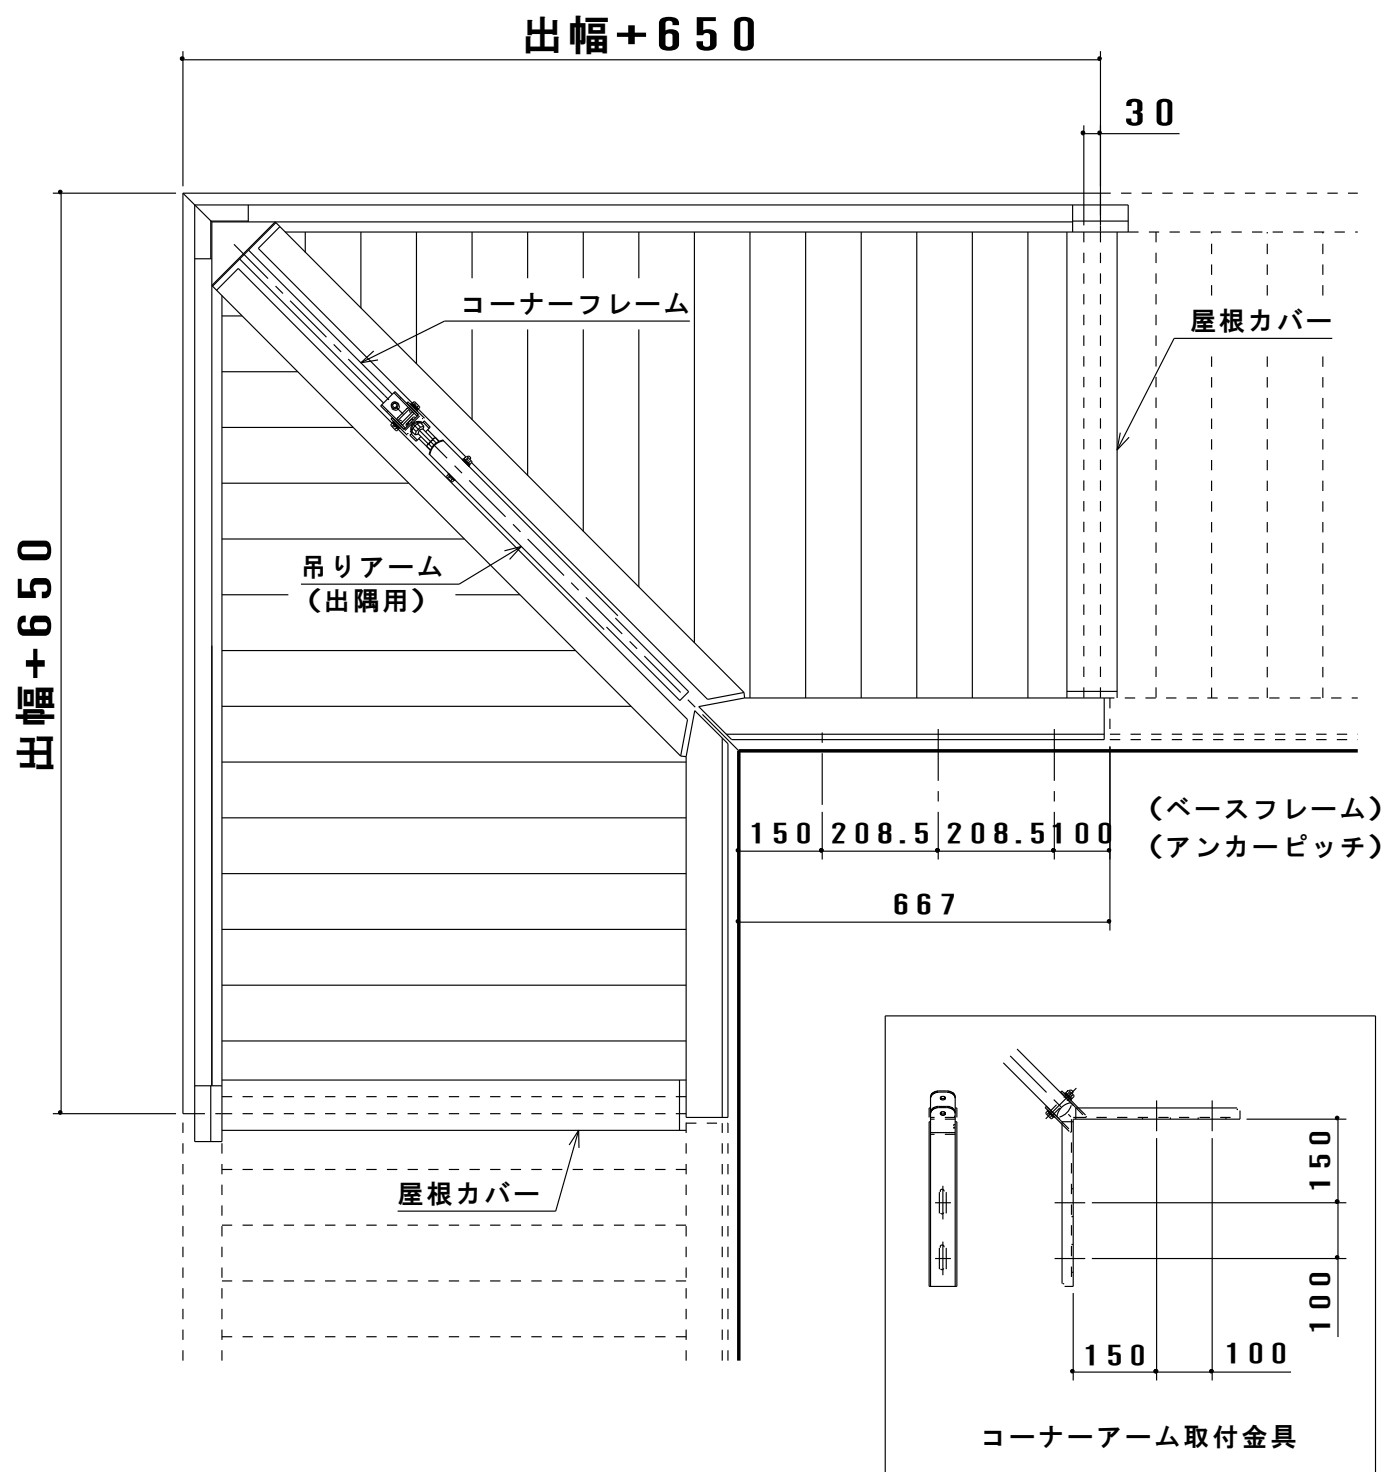 出幅+650
30
コーナーフレーム
屋根カバー
吊りアーム
（出隅用）
出幅+650
150 208.5 208.5 100
（ベースフレーム）
（アンカーピッチ）
667
屋根カバー
150
100
150 100
コーナーアーム取付金具